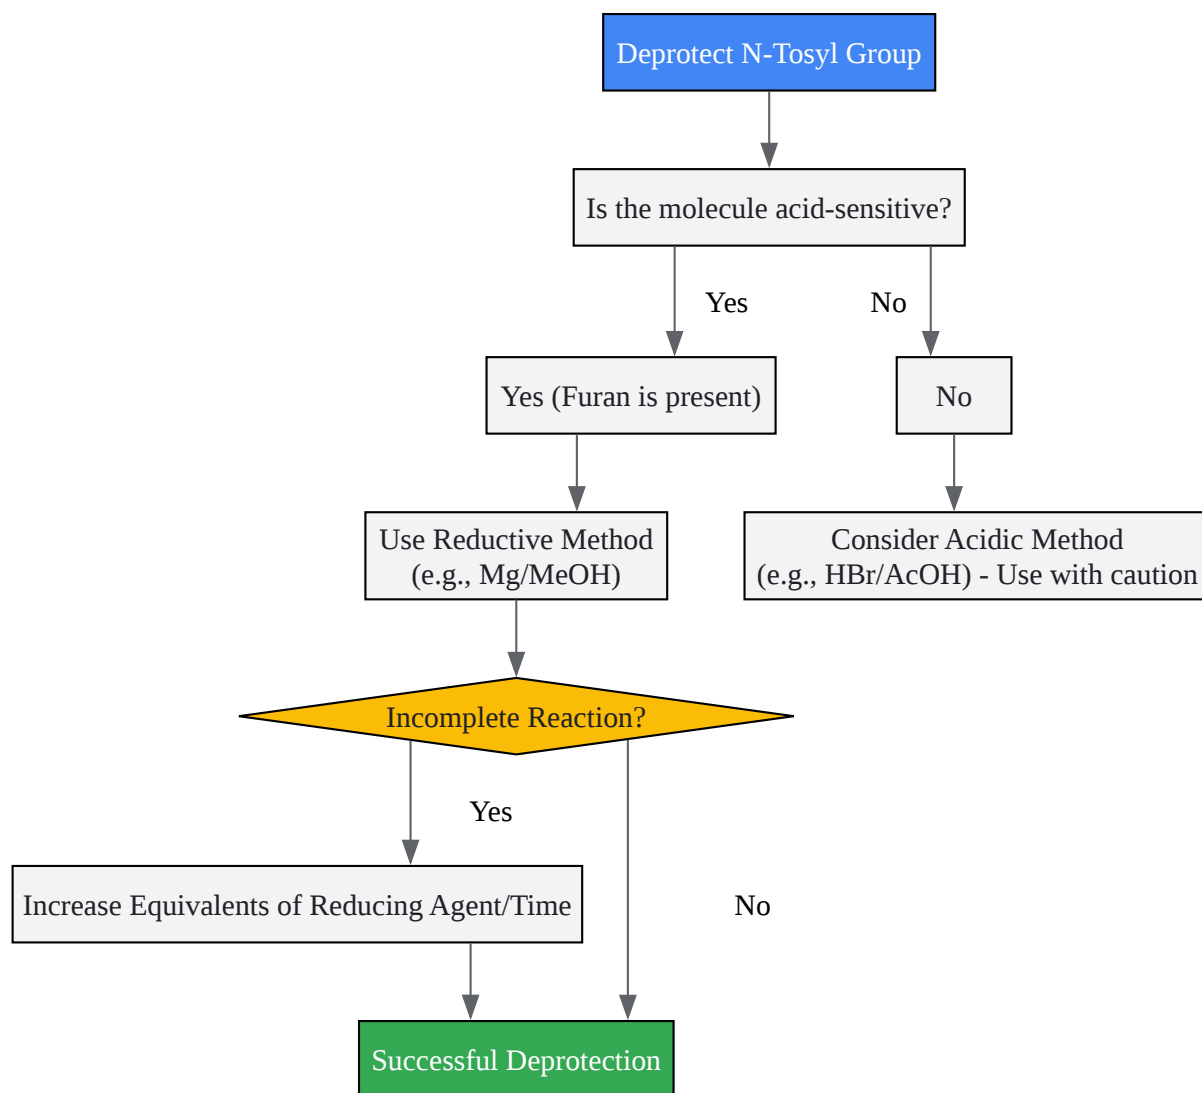 Deprotect N-Tosyl Group
Is the molecule acid-sensitive?
Yes
No
Yes (Furan is present)
No
Use Reductive Method
(e.g., Mg/MeOH)
Consider Acidic Method
(e.g., HBr/AcOH) - Use with caution
Incomplete Reaction?
Yes
Increase Equivalents of Reducing Agent/Time
No
Successful Deprotection